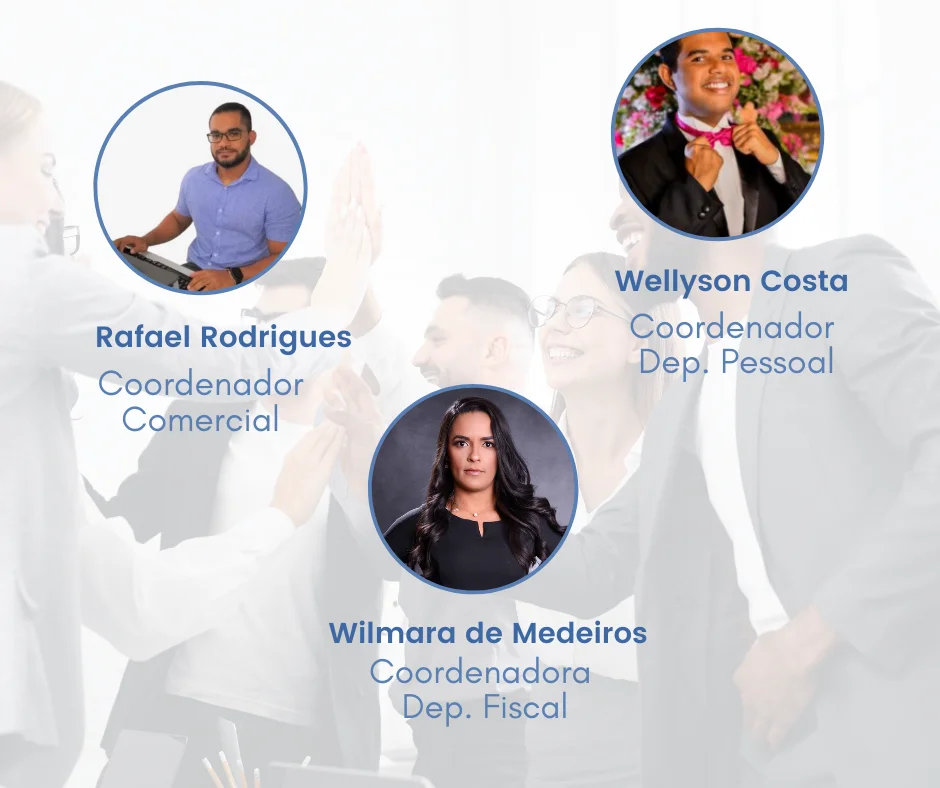 Rafael Rodrigues
Coordenador
Comercial
Wellyson Costa
Coordenador
Dep. Pessoal
Wilmara de Medeiros
Coordenadora
Dep. Fiscal